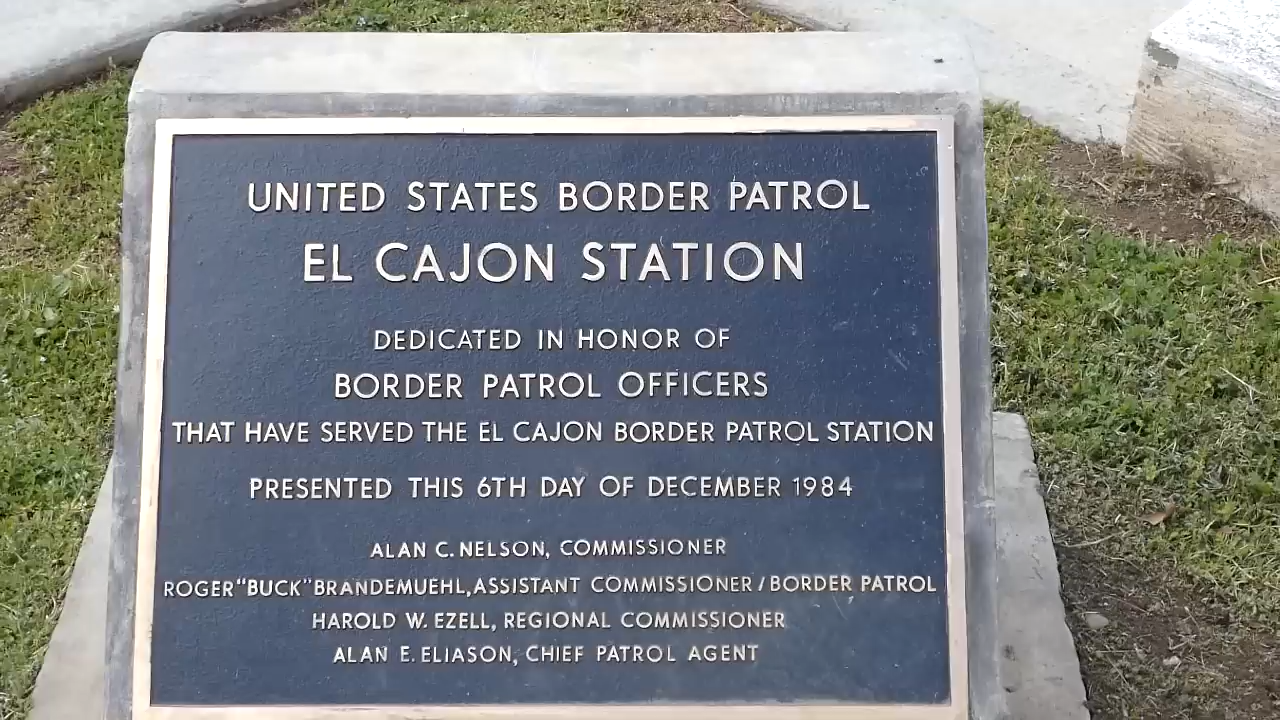 UNITED STATES BORDER PATROL
EL CAJON STATION
DEDICATED IN HONOR OF
BORDER PATROL OFFICERS
THAT HAVE SERVED THE EL CAJON BORDER PATROL STATION
PRESENTED THIS 6TH DAY OF DECEMBER 1984
ALAN C. NELSON, COMMISSIONER
ROGER "BUCK" BRANDEMUEHL, ASSISTANT COMMISSIONER / BORDER PATROL
HAROLD W. EZELL, REGIONAL COMMISSIONER
ALAN E. ELIASON, CHIEF PATROL AGENT